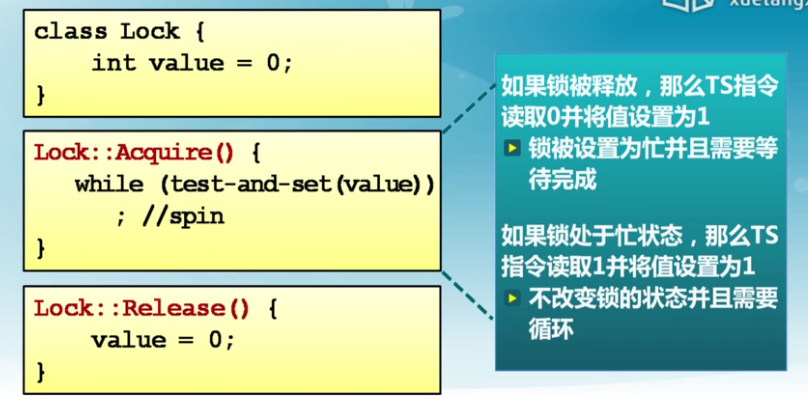 class Lock {
int value = 0;
}
Lock::Acquire() {
while (test-and-set(value))
; //spin
}
Lock::Release() {
value = 0;
}
如果锁被释放，那么TS指令
读取0并将值设置为1
锁被设置为忙并且需要等
待完成
如果锁处于忙状态，那么TS
指令读取1并将值设置为1
不改变锁的状态并且需要
循环